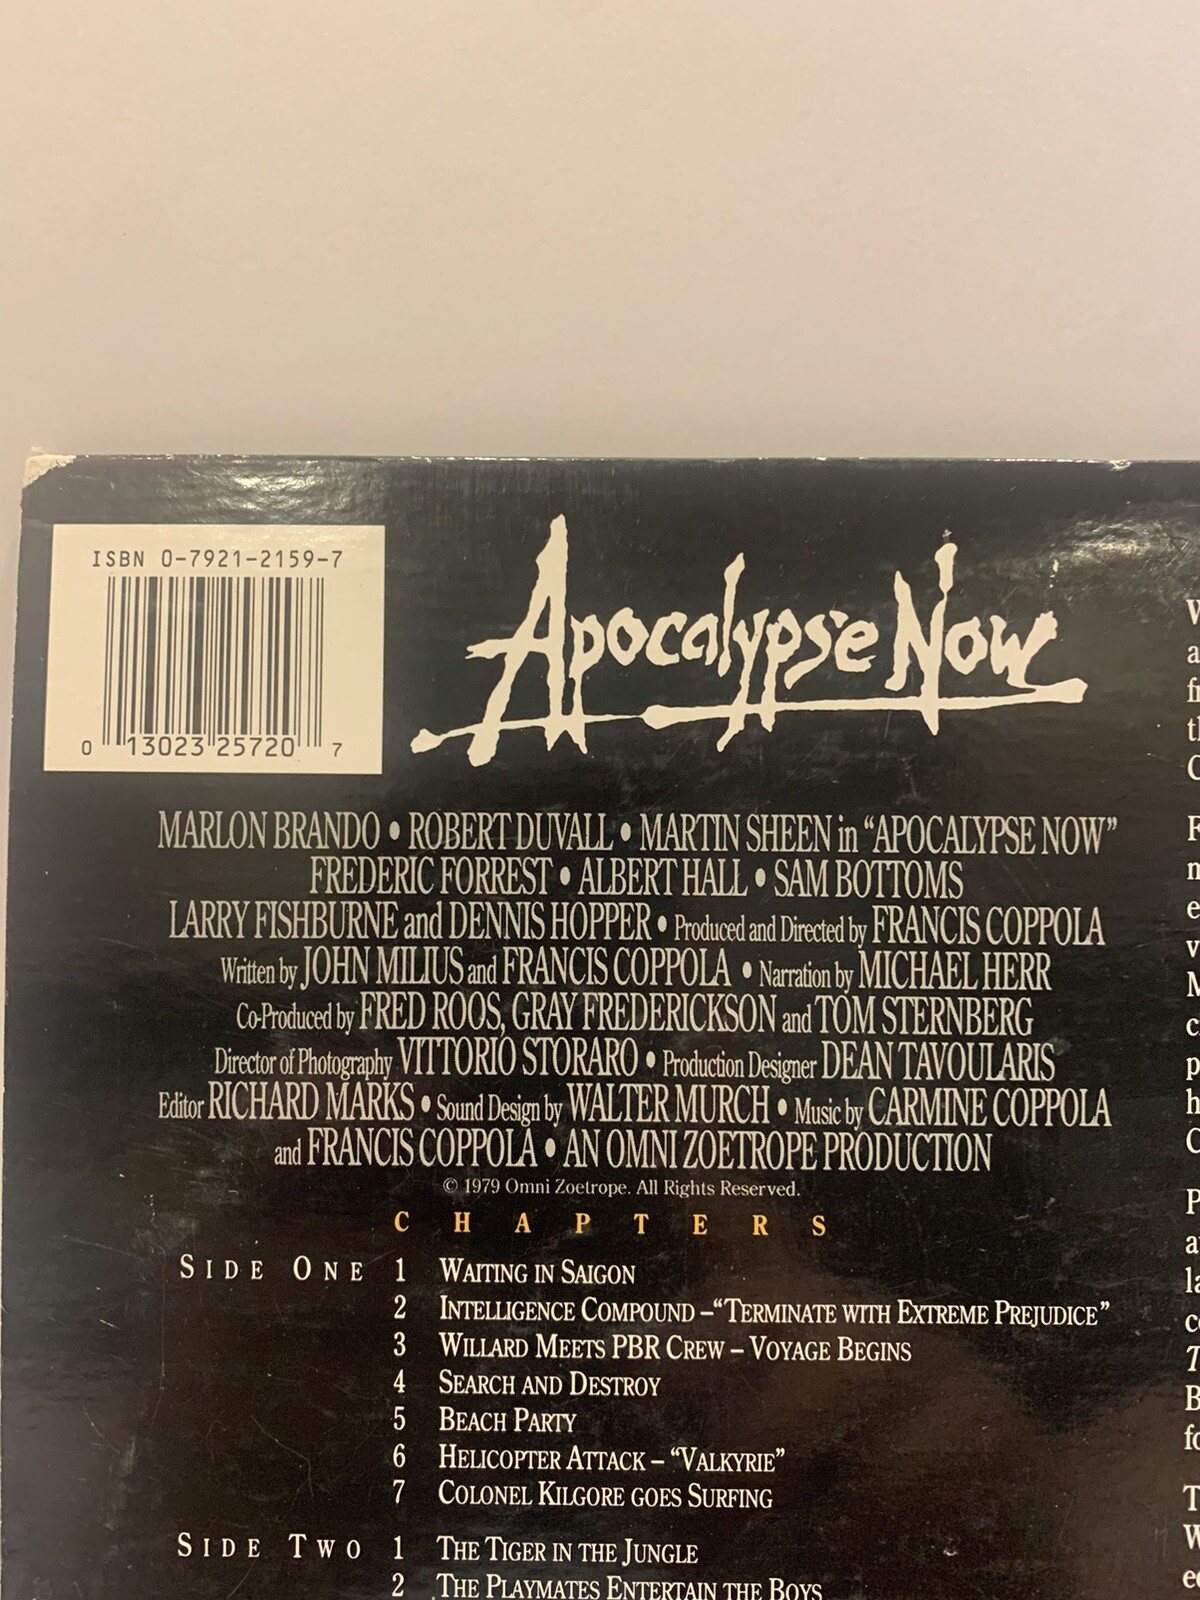 ISBN 0-7921-2159-7
0 13023 25720 7
Apocalypse Now
MARLON BRANDO • ROBERT DUVALL • MARTIN SHEEN in “APOCALYPSE NOW”
FREDERIC FORREST • ALBERT HALL • SAM BOTTOMS
LARRY FISHBURNE and DENNIS HOPPER • Produced and Directed by FRANCIS COPPOLA
Written by JOHN MILIUS and FRANCIS COPPOLA • Narration by MICHAEL HERR
Co-Produced by FRED ROOS, GRAY FREDERICKSON and TOM STERNBERG
Director of Photography VITTORIO STORARO • Production Designer DEAN TAVOULARIS
Editor RICHARD MARKS • Sound Design by WALTER MURCH • Music by CARMINE COPPOLA
and FRANCIS COPPOLA • AN OMNI ZOETROPE PRODUCTION
© 1979 Omni Zoetrope. All Rights Reserved.
CHAPTERS
SIDE ONE 1 WAITING IN SAIGON
2 INTELLIGENCE COMPOUND –“TERMINATE WITH EXTREME PREJUDICE”
3 WILLARD MEETS PBR CREW – VOYAGE BEGINS
4 SEARCH AND DESTROY
5 BEACH PARTY
6 HELICOPTER ATTACK – “VALKYRIE”
7 COLONEL KILGORE GOES SURFING
SIDE TWO 1 THE TIGER IN THE JUNGLE
2 THE PLAYMATES ENTERTAIN THE BOYS